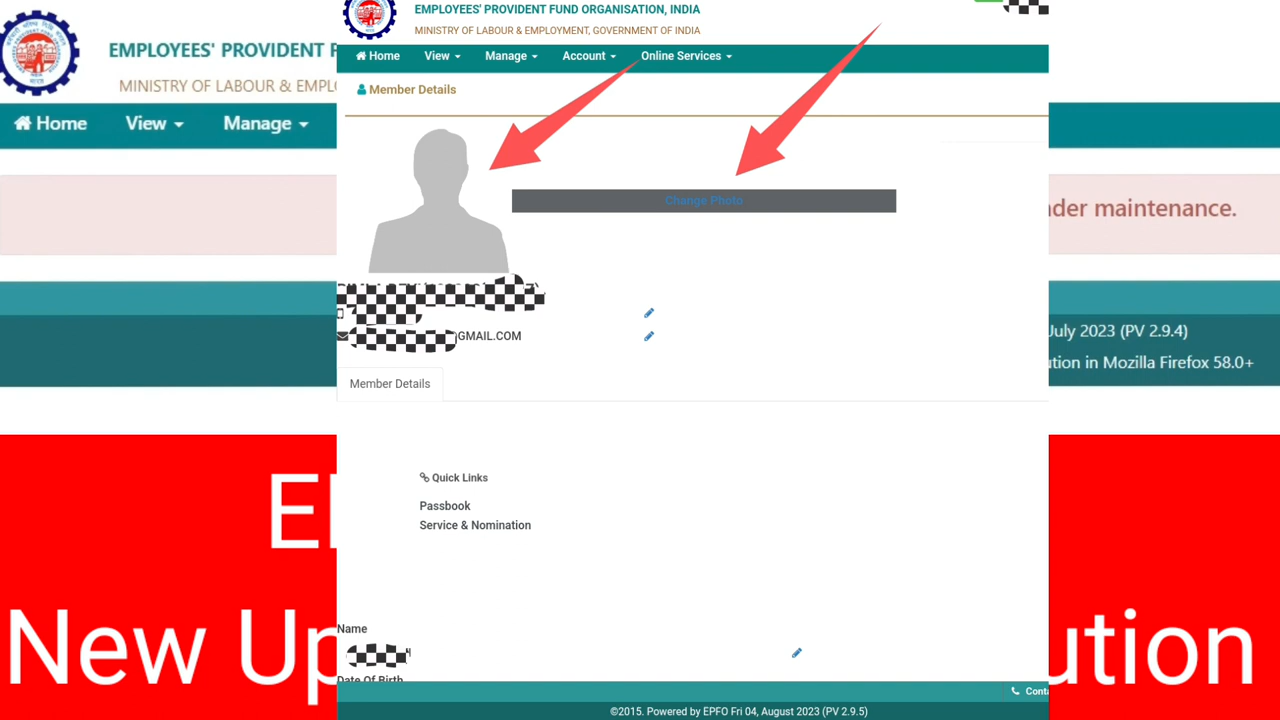 EMPLOYEES' PROVIDENT
MINISTRY OF LABOUR & EMPL
Home View Manage
EMPLOYEES' PROVIDENT FUND ORGANISATION, INDIA
MINISTRY OF LABOUR & EMPLOYMENT, GOVERNMENT OF INDIA
Home View Manage Account Online Services
Member Details
Change Photo
@GMAIL.COM
Member Details
Quick Links
Passbook
Service & Nomination
Name
Date Of Birth
Conta
©2015. Powered by EPFO Fri 04, August 2023 (PV 2.9.5)
nder maintenance.
July 2023 (PV 2.9.4)
ution in Mozilla Firefox 58.0+
E
New Up
ution